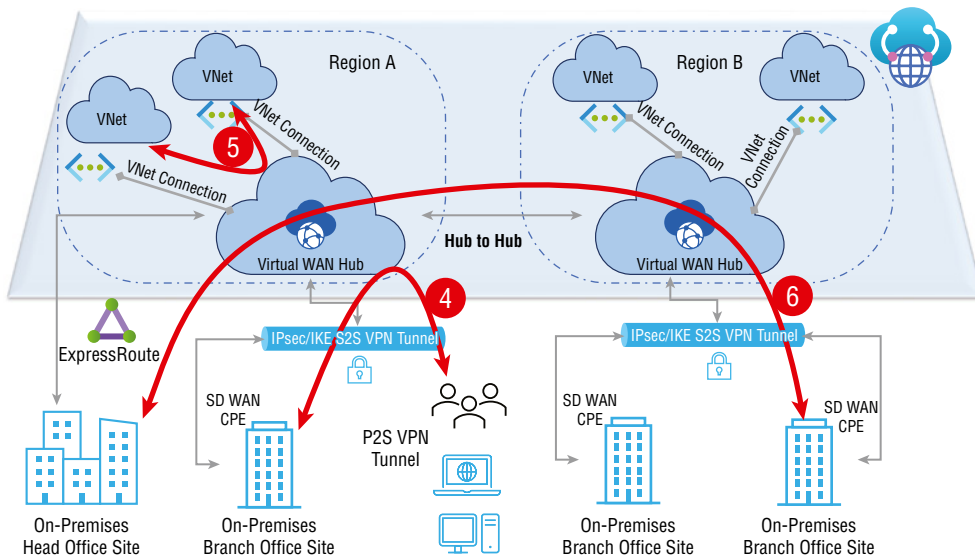 VNet
Region A
VNet
VNet Connection
VNet Connection
5
Virtual WAN Hub
Hub to Hub
Region B
VNet
VNet
VNet Connection
VNet
Connection
Virtual WAN Hub
4
6
ExpressRoute
IPsec/IKE S2S VPN Tunnel
IPsec/IKE S2S VPN Tunnel
SD WAN
CPE
P2S VPN
Tunnel
SD WAN
CPE
SD WAN
CPE
On-Premises
Head Office Site
On-Premises
Branch Office Site
On-Premises
Branch Office Site
On-Premises
Branch Office Site